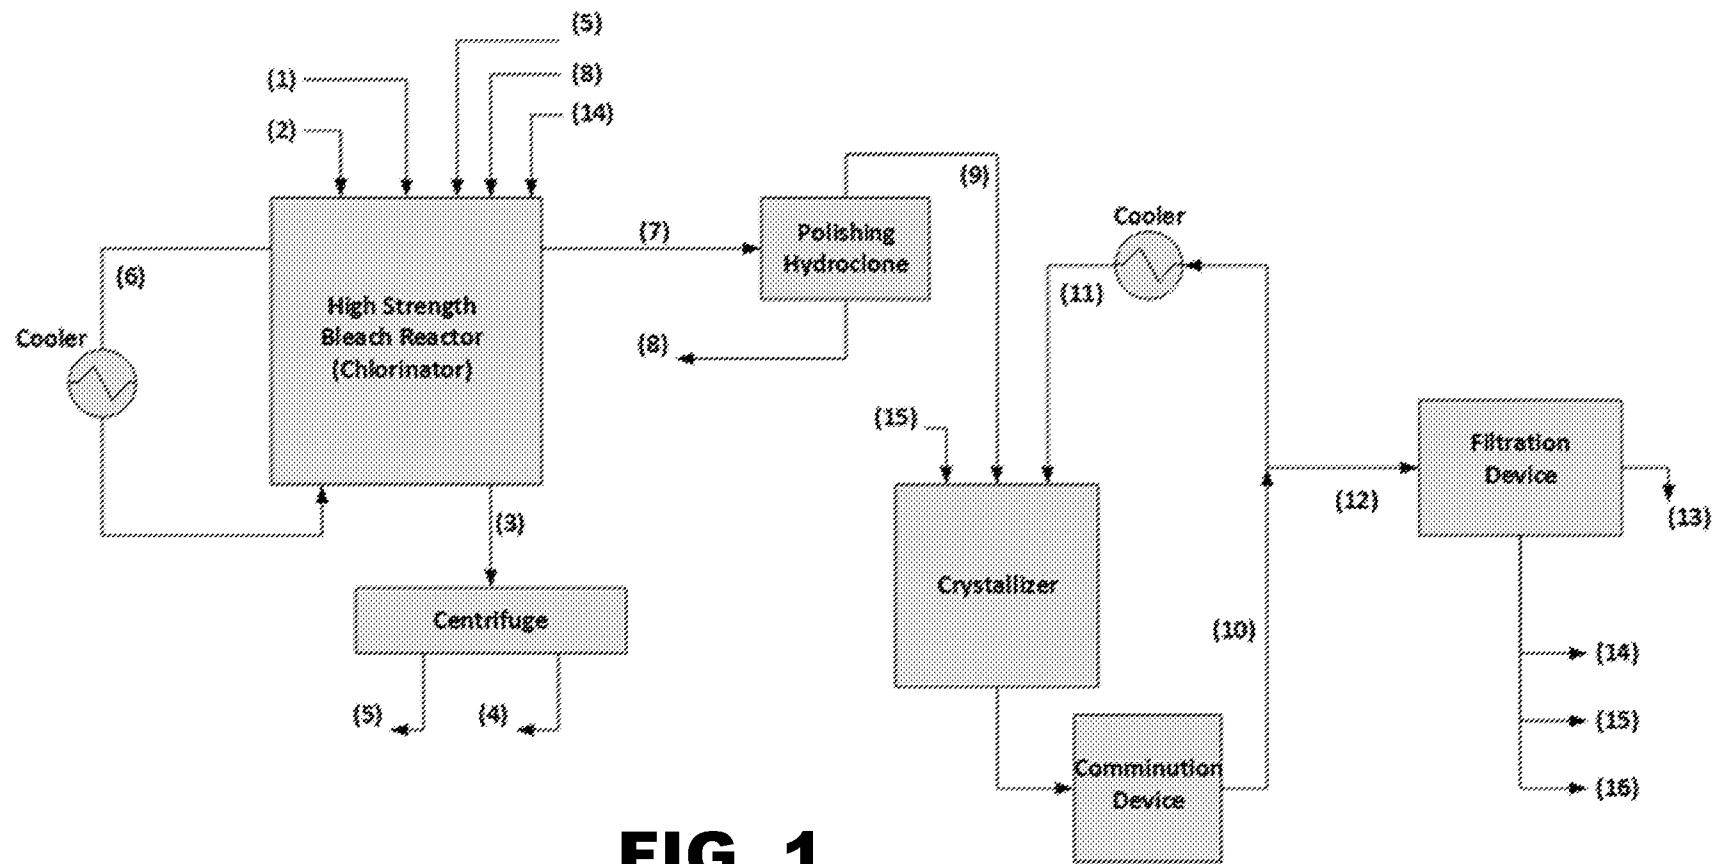 (5)
(1)
(8)
(14)
(2)
(9)
(7)
Cooler
Polishing
Hydroclone
(6)
(11)
High Strength
Bleach Reactor
(Chlorinator)
Cooler
(8)
(15)
Filtration
Device
(12)
(13)
(3)
Crystallizer
Centrifuge
(10)
(14)
(5)
(4)
(15)
Comminution
Device
(16)
FIG. 1